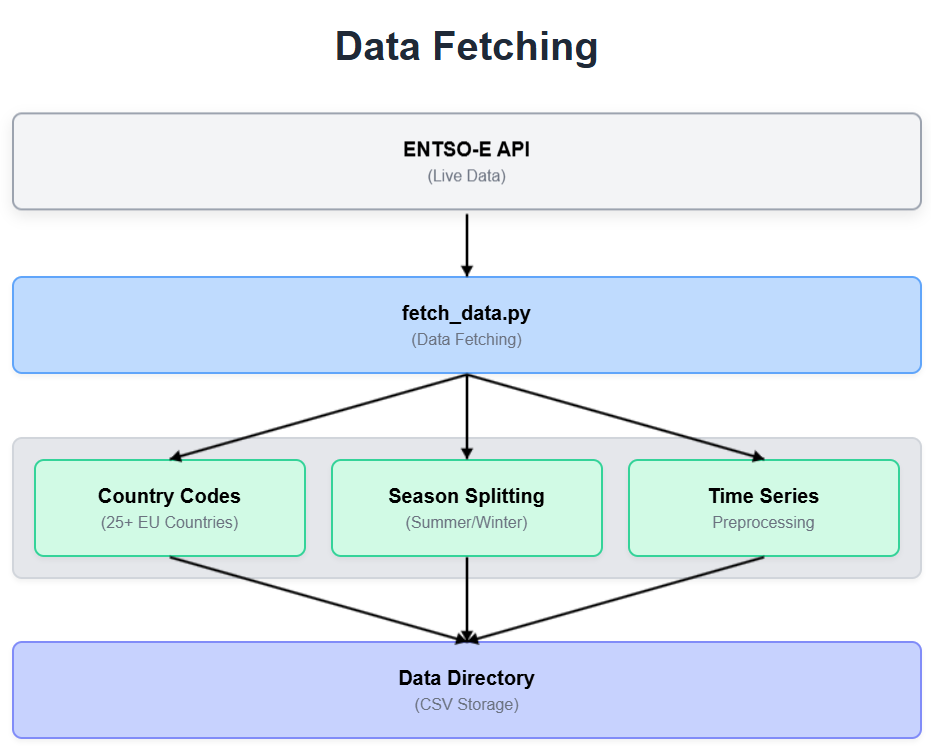 Data Fetching
ENTSO-E API
(Live Data)
fetch_data.py
(Data Fetching)
Country Codes
(25+ EU Countries)
Season Splitting
(Summer/Winter)
Time Series
Preprocessing
Data Directory
(CSV Storage)